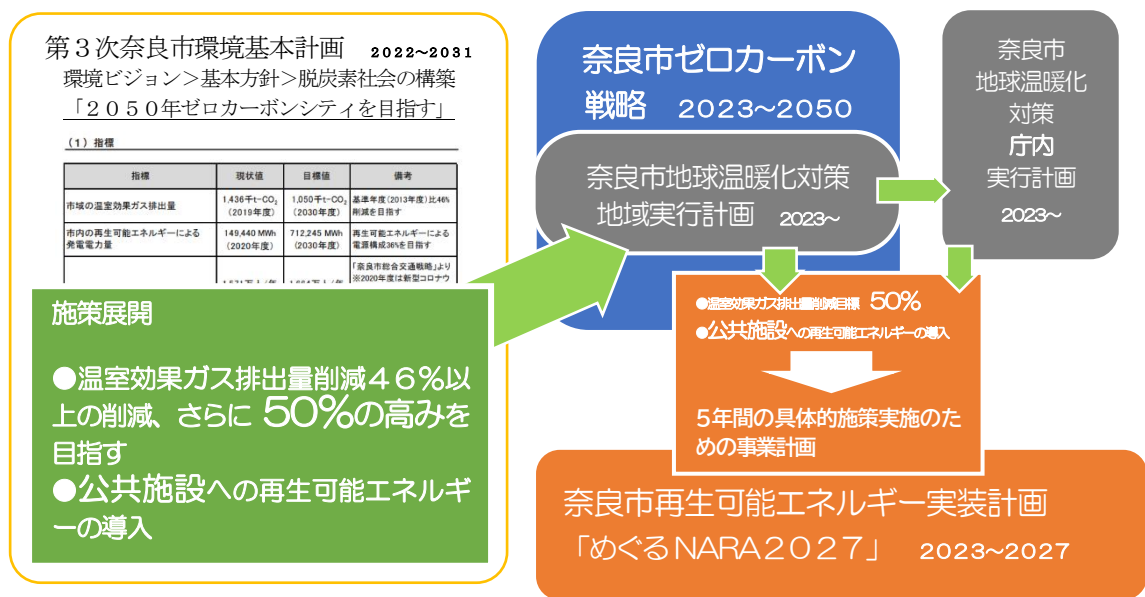 第３次奈良市環境基本計画 2022~2031
環境ビジョン＞基本方針＞脱炭素社会の構築
「２０５０年ゼロカーボンシティを目指す」
(1) 指標
指標 現状値 目標値 備考
市域の温室効果ガス排出量 1,436千t-CO₂ (2019年度) 1,050千t-CO₂ (2030年度) 基準年度(2013年度)比46%削減を目指す
市内の再生可能エネルギーによる発電電力量 149,440 MWh (2020年度) 712,245 MWh (2030年度) 再生可能エネルギーによる電源構成36%を目指す
「奈良市総合交通戦略」より
※2020年度は新型コロナウ
施策展開
●温室効果ガス排出量削減４６％以
上の削減、さらに 50%の高みを
目指す
●公共施設への再生可能エネルギ
ーの導入
奈良市ゼロカーボン
戦略 2023~2050
奈良市地球温暖化対策
地域実行計画 2023~
奈良市
地球温暖化
対策
庁内
実行計画
2023~
●温室効果ガス排出量削減目標 50%
●公共施設への再生可能エネルギーの導入
5年間の具体的施策実施のた
めの事業計画
奈良市再生可能エネルギー実装計画
「めぐるNARA２０２７」 2023~2027